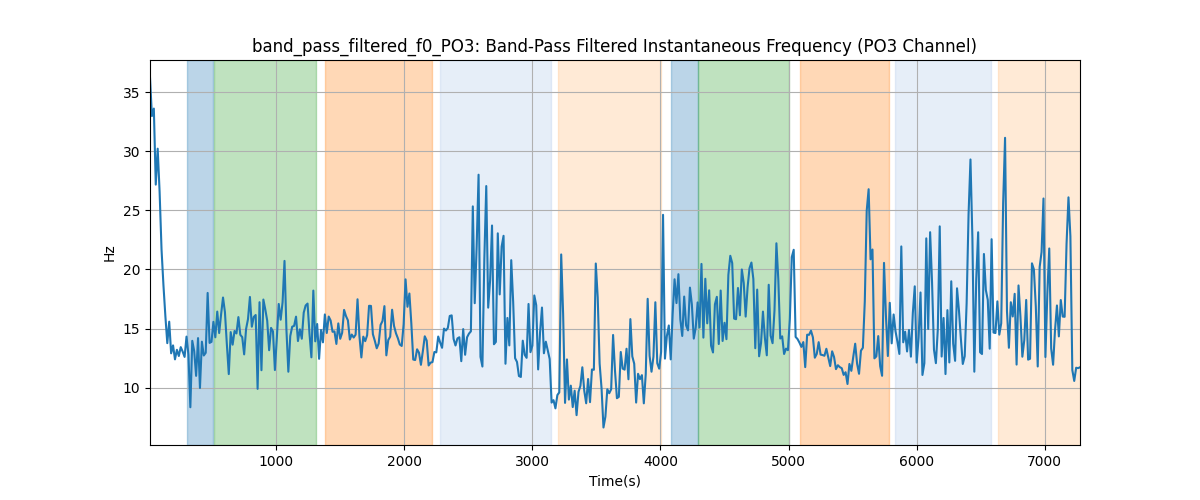 band_pass_filtered_f0_PO3: Band-Pass Filtered Instantaneous Frequency (PO3 Channel)
Hz
35
30
25
20
15
10
1000 2000 3000 4000 5000 6000 7000
Time(s)